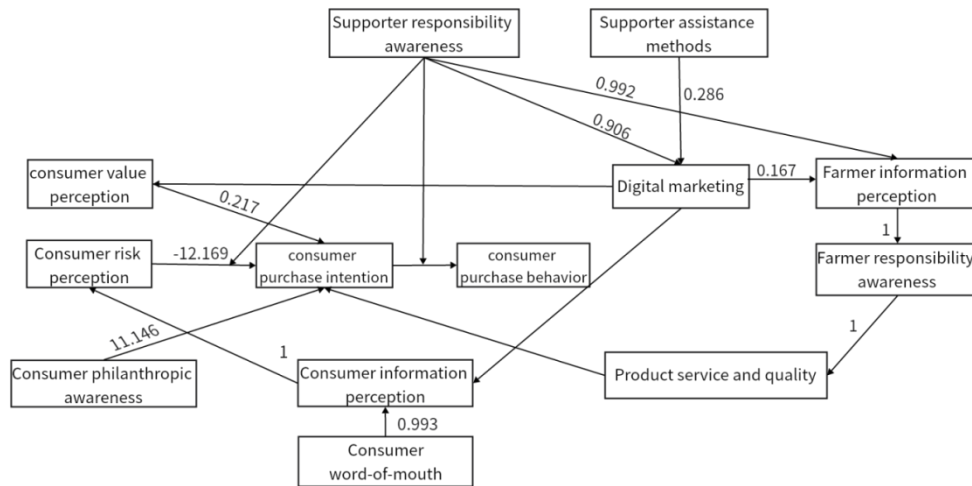 Supporter responsibility
awareness
Supporter assistance
methods
0.992
0.286
0.906
consumer value
perception
Digital marketing
0.167
Farmer information
perception
0.217
1
Consumer risk
perception
-12.169
consumer
purchase intention
consumer
purchase behavior
Farmer responsibility
awareness
11.146
1
1
Consumer philanthropic
awareness
Consumer information
perception
Product service and quality
0.993
Consumer
word-of-mouth